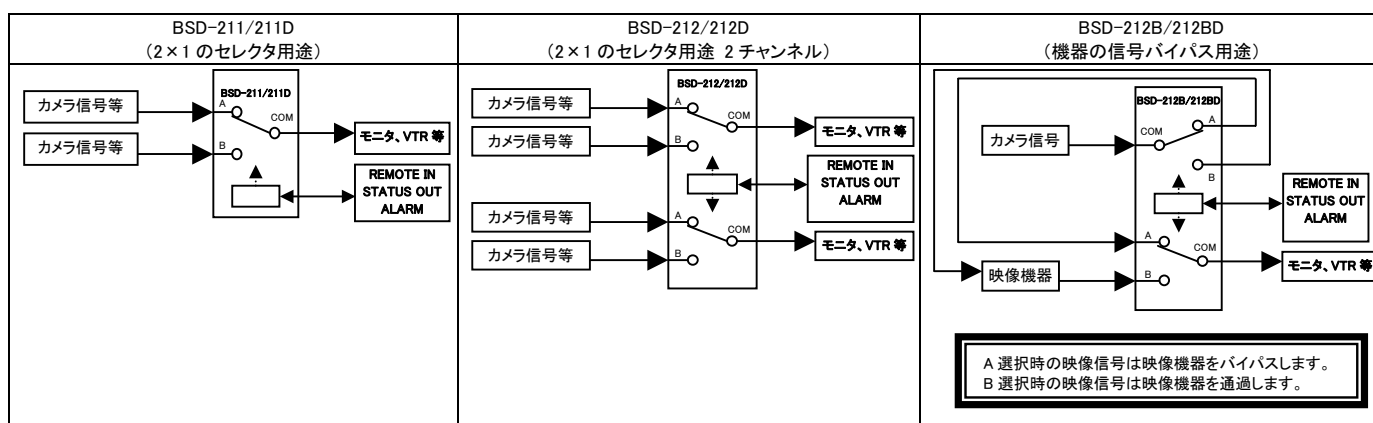 BSD-211/211D
(2×1のセレクタ用途)
カメラ信号等
カメラ信号等
BSD-211/211D
A
COM
B
モニタ、VTR 等
REMOTE IN
STATUS OUT
ALARM
BSD-212/212D
(2×1のセレクタ用途 2チャンネル)
カメラ信号等
カメラ信号等
BSD-212/212D
A
COM
B
モニタ、VTR 等
REMOTE IN
STATUS OUT
ALARM
カメラ信号等
カメラ信号等
A
COM
B
モニタ、VTR 等
BSD-212B/212BD
(機器の信号バイパス用途)
BSD-212B/212BD
カメラ信号
COM
A
B
REMOTE IN
STATUS OUT
ALARM
A
COM
B
映像機器
モニタ、VTR 等
A 選択時の映像信号は映像機器をバイパスします。
B 選択時の映像信号は映像機器を通過します。